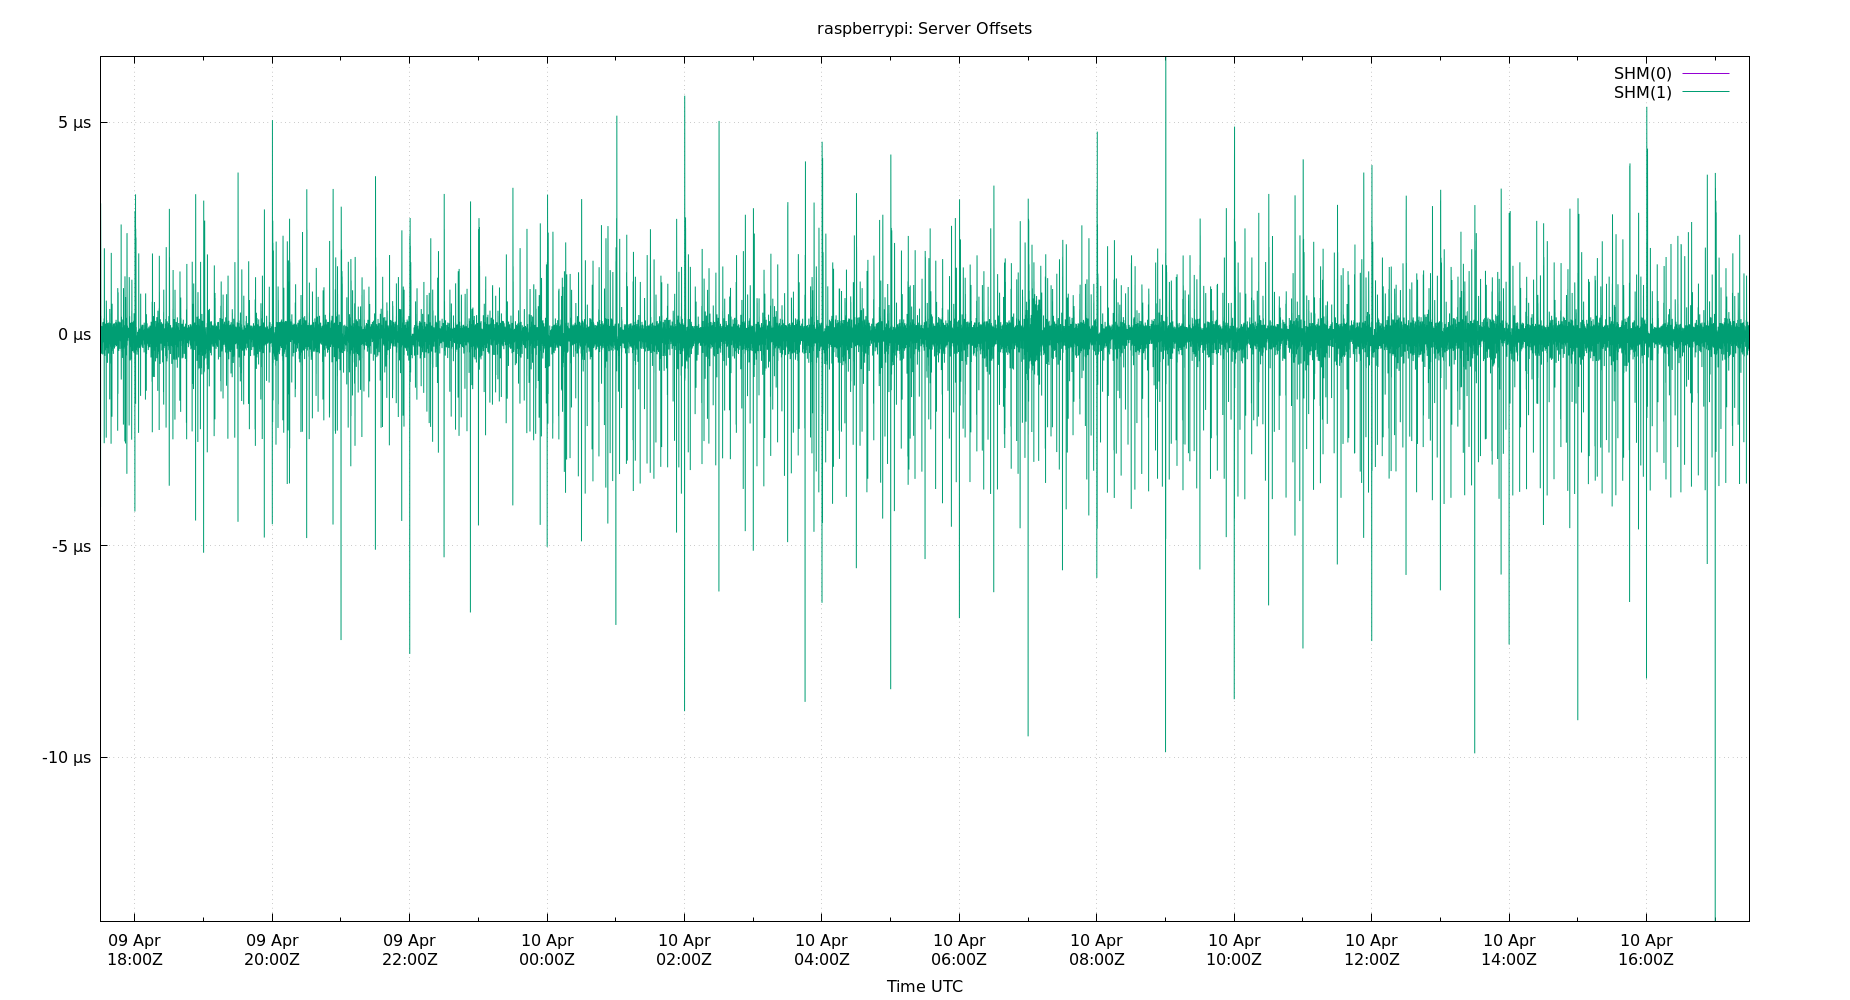 raspberrypi: Server Offsets
SHM(0)
SHM(1)
5 µs
0 µs
-5 µs
-10 µs
09 Apr 09 Apr 09 Apr 10 Apr 10 Apr 10 Apr 10 Apr 10 Apr 10 Apr 10 Apr 10 Apr 10 Apr
18:00Z 20:00Z 22:00Z 00:00Z 02:00Z 04:00Z 06:00Z 08:00Z 10:00Z 12:00Z 14:00Z 16:00Z
Time UTC